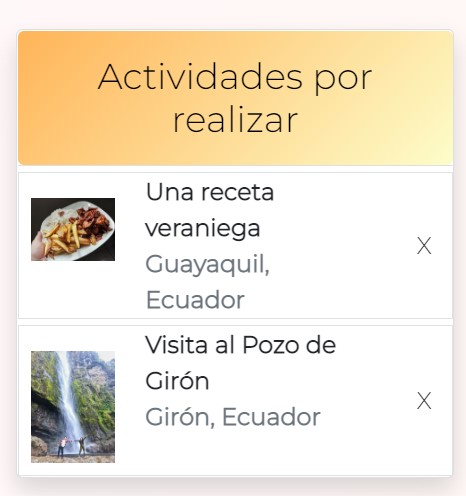 Actividades por
realizar
Una receta
veraniega
Guayaquil,
Ecuador
X
Visita al Pozo de
Girón
Girón, Ecuador
X